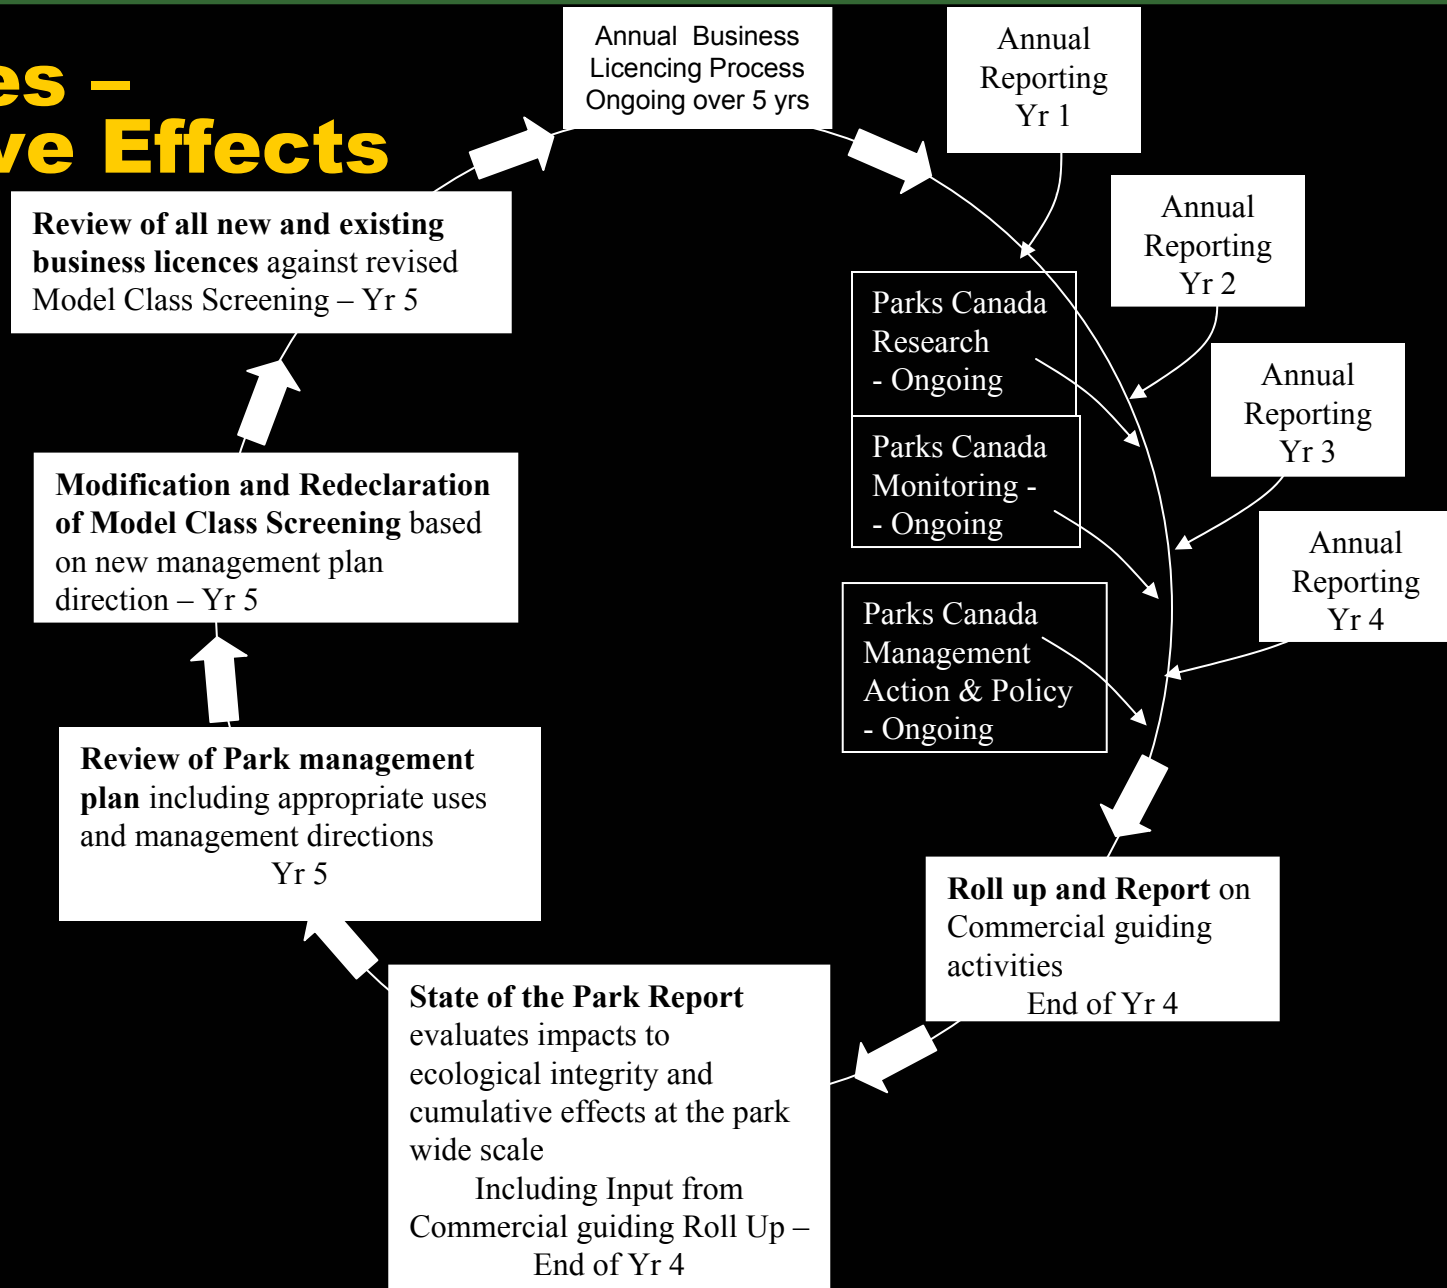 es –
ve Effects
Annual Business
Licencing Process
Ongoing over 5 yrs
Annual
Reporting
Yr 1
Annual
Reporting
Yr 2
Annual
Reporting
Yr 3
Annual
Reporting
Yr 4
Parks Canada
Research
- Ongoing
Parks Canada
Monitoring -
- Ongoing
Parks Canada
Management
Action & Policy
- Ongoing
Roll up and Report on
Commercial guiding
activities
End of Yr 4
State of the Park Report
evaluates impacts to
ecological integrity and
cumulative effects at the park
wide scale
Including Input from
Commercial guiding Roll Up –
End of Yr 4
Review of Park management
plan including appropriate uses
and management directions
Yr 5
Modification and Redeclaration
of Model Class Screening based
on new management plan
direction – Yr 5
Review of all new and existing
business licences against revised
Model Class Screening – Yr 5